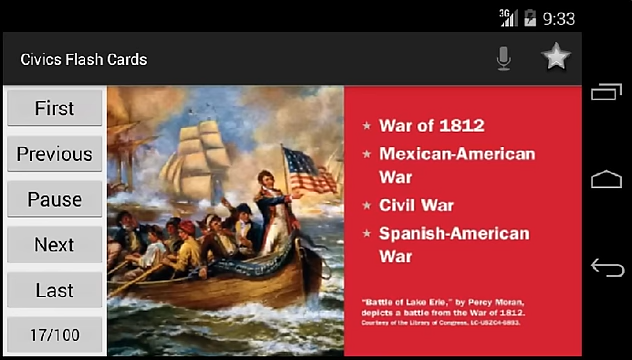 3G 9:33
Civics Flash Cards
First
Previous
Pause
Next
Last
17/100
War of 1812
Mexican-American
War
Civil War
Spanish-American
War
"Battle of Lake Erie," by Percy Moran,
depicts a battle from the War of 1812.
Courtesy of the Library of Congress, LC-USZC4-6893.